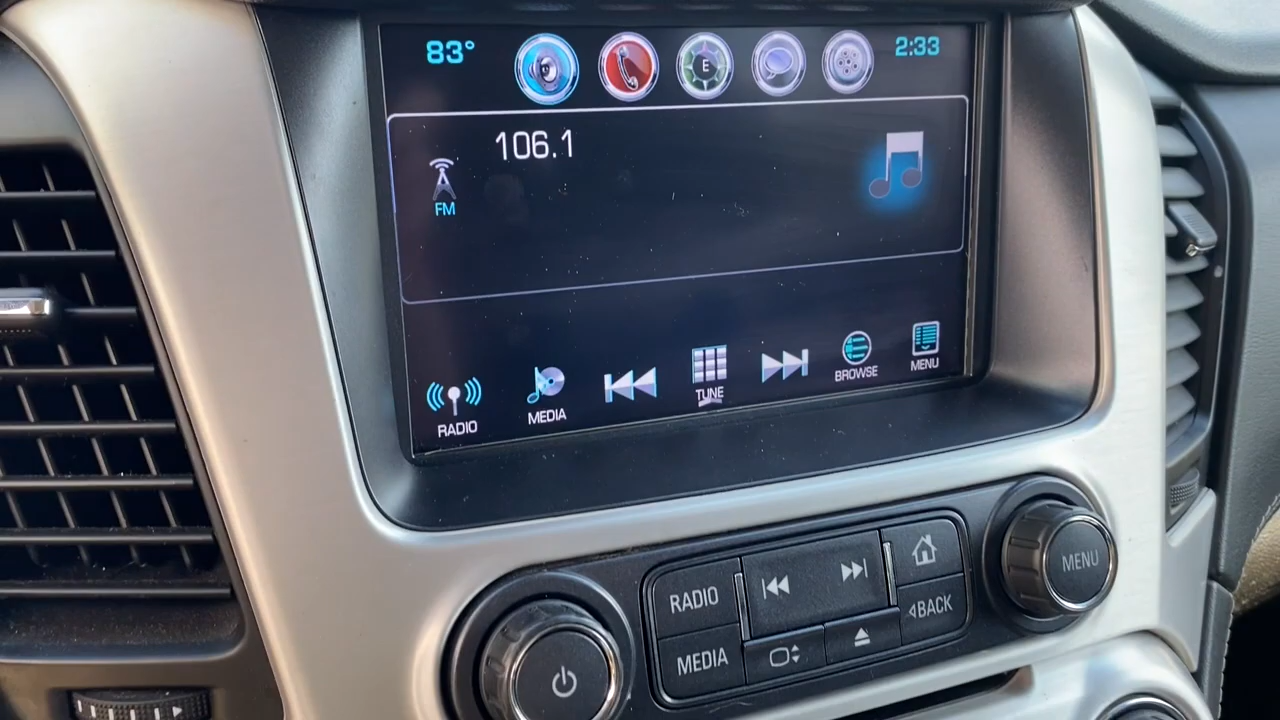 83°
E
2:33
106.1
FM
RADIO
MEDIA
TUNE
BROWSE
MENU
RADIO
MEDIA
BACK
MENU